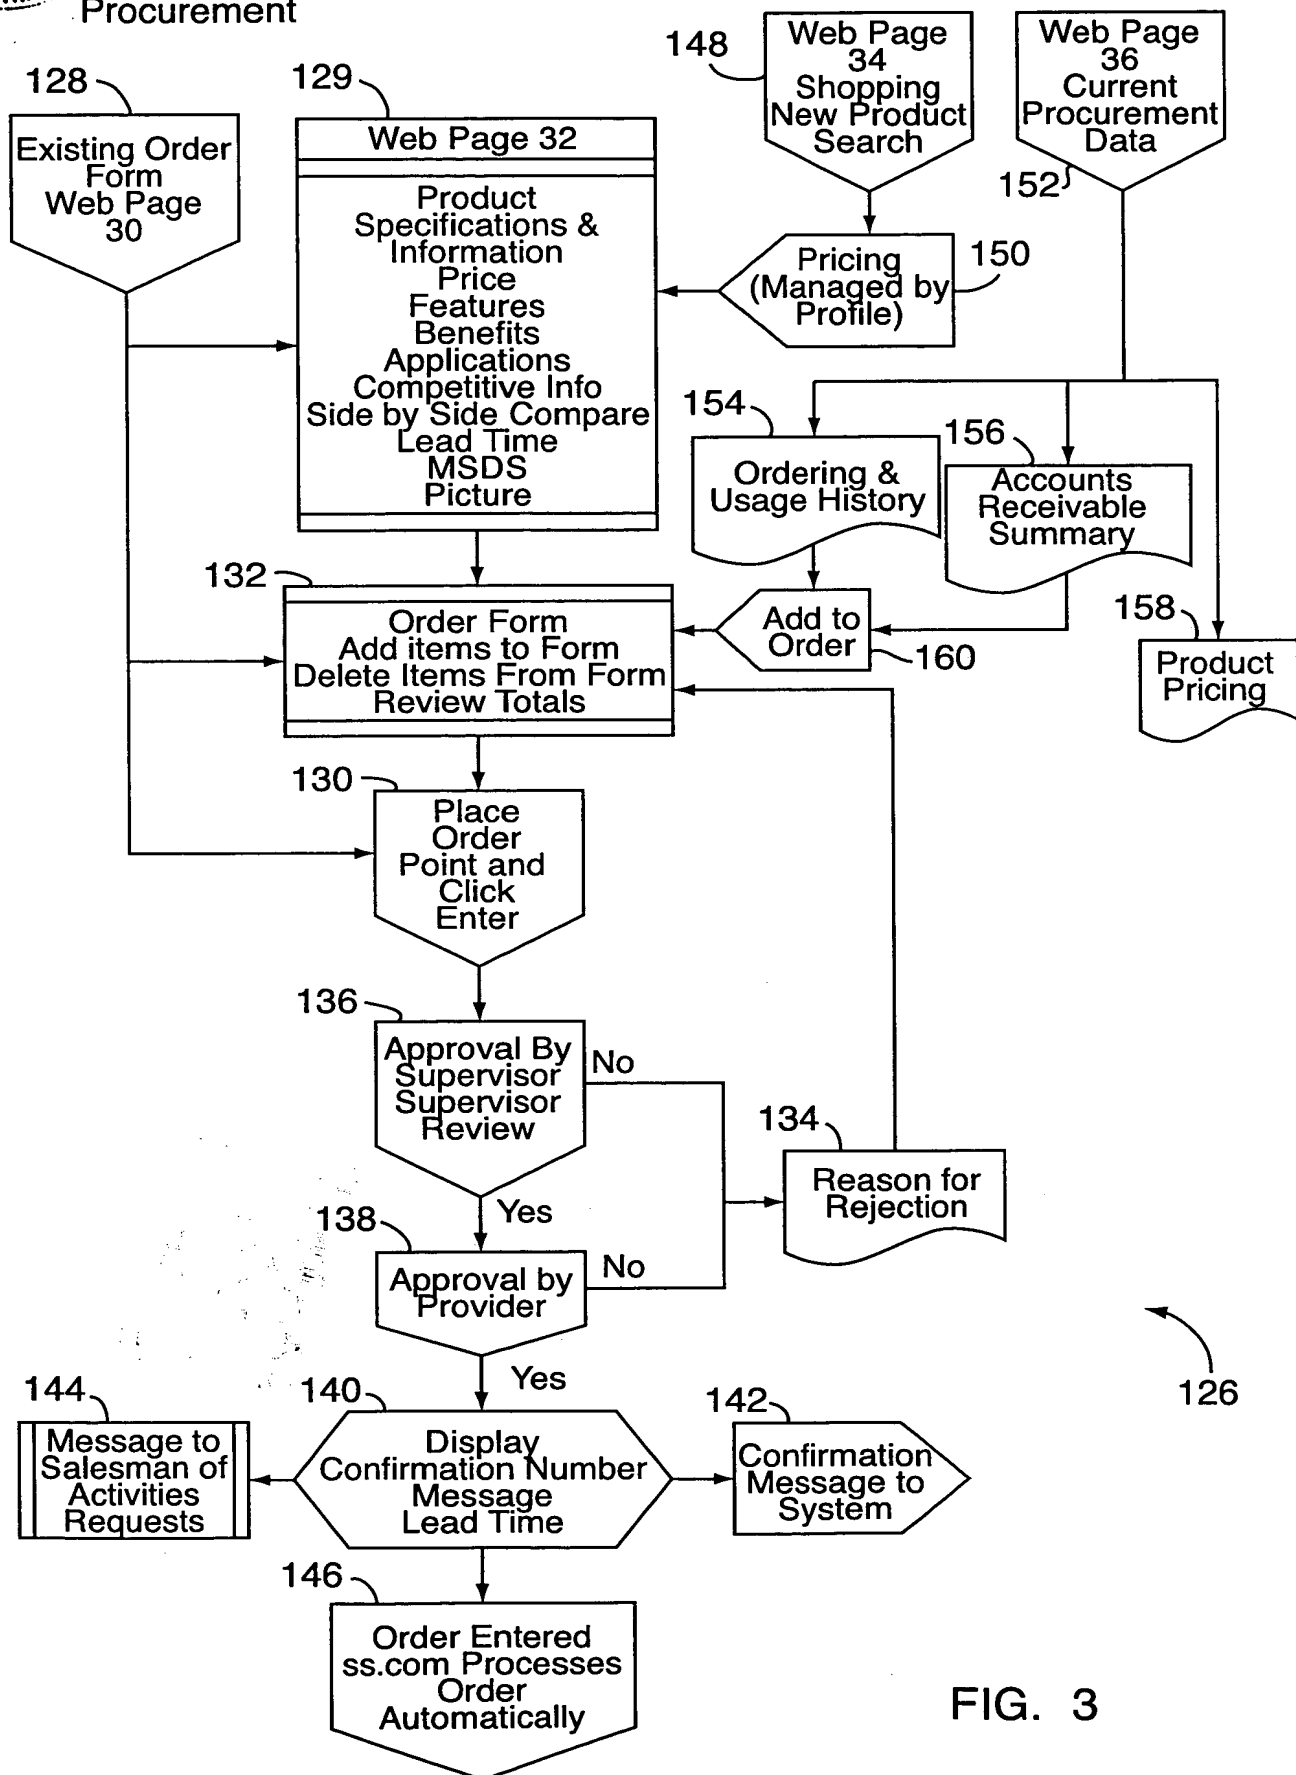 Procurement
128
Existing Order
Form
Web Page
30
129
Web Page 32
Product
Specifications &
Information
Price
Features
Benefits
Applications
Competitive Info
Side by Side Compare
Lead Time
MSDS
Picture
148
Web Page
34
Shopping
New Product
Search
Web Page
36
Current
Procurement
Data
152
Pricing
(Managed by
Profile)
150
154
Ordering &
Usage History
156
Accounts
Receivable
Summary
158
Product
Pricing
132
Order Form
Add items to Form
Delete Items From Form
Review Totals
Add to
Order
160
130
Place
Order
Point and
Click
Enter
136
Approval By
Supervisor
Supervisor
Review
No
Yes
134
Reason for
Rejection
138
Approval by
Provider
No
Yes
126
144
Message to
Salesman of
Activities
Requests
140
Display
Confirmation Number
Message
Lead Time
142
Confirmation
Message to
System
146
Order Entered
ss.com Processes
Order
Automatically
FIG. 3